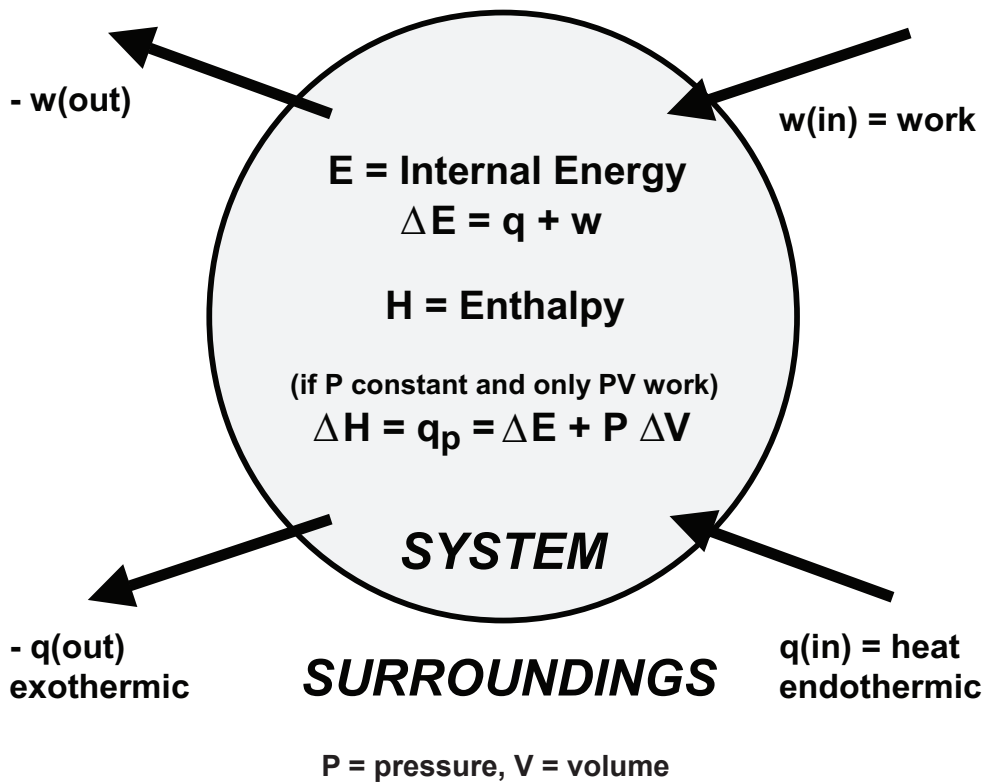 - w(out)
w(in) = work
E = Internal Energy
ΔE = q + w
H = Enthalpy
(if P constant and only PV work)
ΔH = qp = ΔE + P ΔV
SYSTEM
- q(out)
exothermic
q(in) = heat
endothermic
SURROUNDINGS
P = pressure, V = volume